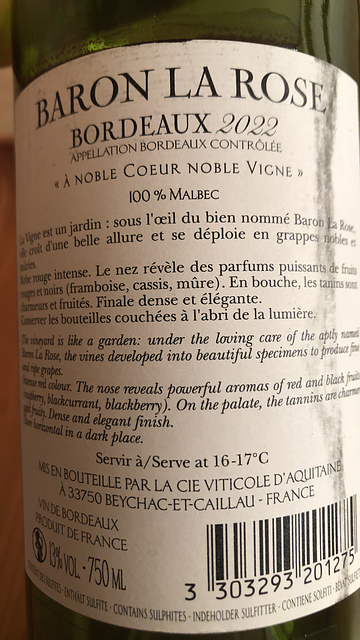 BARON LA ROSE
BORDEAUX 2022
APPELLATION BORDEAUX CONTRÔLÉE
« À NOBLE COEUR NOBLE VIGNE »
100 % MALBEC
La Vigne est un jardin : sous l'œil du bien nommé Baron La Rose,
elle croît d'une belle allure et se déploie en grappes nobles et
mûries.
Robe rouge intense. Le nez révèle des parfums puissants de fruits
rouges et noirs (framboise, cassis, mûre). En bouche, les tanins sont
charmeurs et fruités. Finale dense et élégante.
Conserver les bouteilles couchées à l'abri de la lumière.
The vineyard is like a garden: under the loving care of the aptly named
Baron La Rose, the vines developed into beautiful specimens to produce fine
and ripe grapes.
Intense red colour. The nose reveals powerful aromas of red and black fruits
(raspberry, blackcurrant, blackberry). On the palate, the tannins are charming
and fruity. Dense and elegant finish.
horizontal in a dark place.
Servir à/Serve at 16-17°C
MIS EN BOUTEILLE PAR LA CIE VITICOLE D'AQUITAINE
À 33750 BEYCHAC-ET-CAILLAU - FRANCE
VIN DE BORDEAUX
PRODUIT DE FRANCE
13% VOL. - 750 ML
3 303293 201275
CONTIENT DES SULFITES - ENTHÄLT SULFITE - CONTAINS SULPHITES - INDEHOLDER SULFITTER - CONTIENE SOLFITI